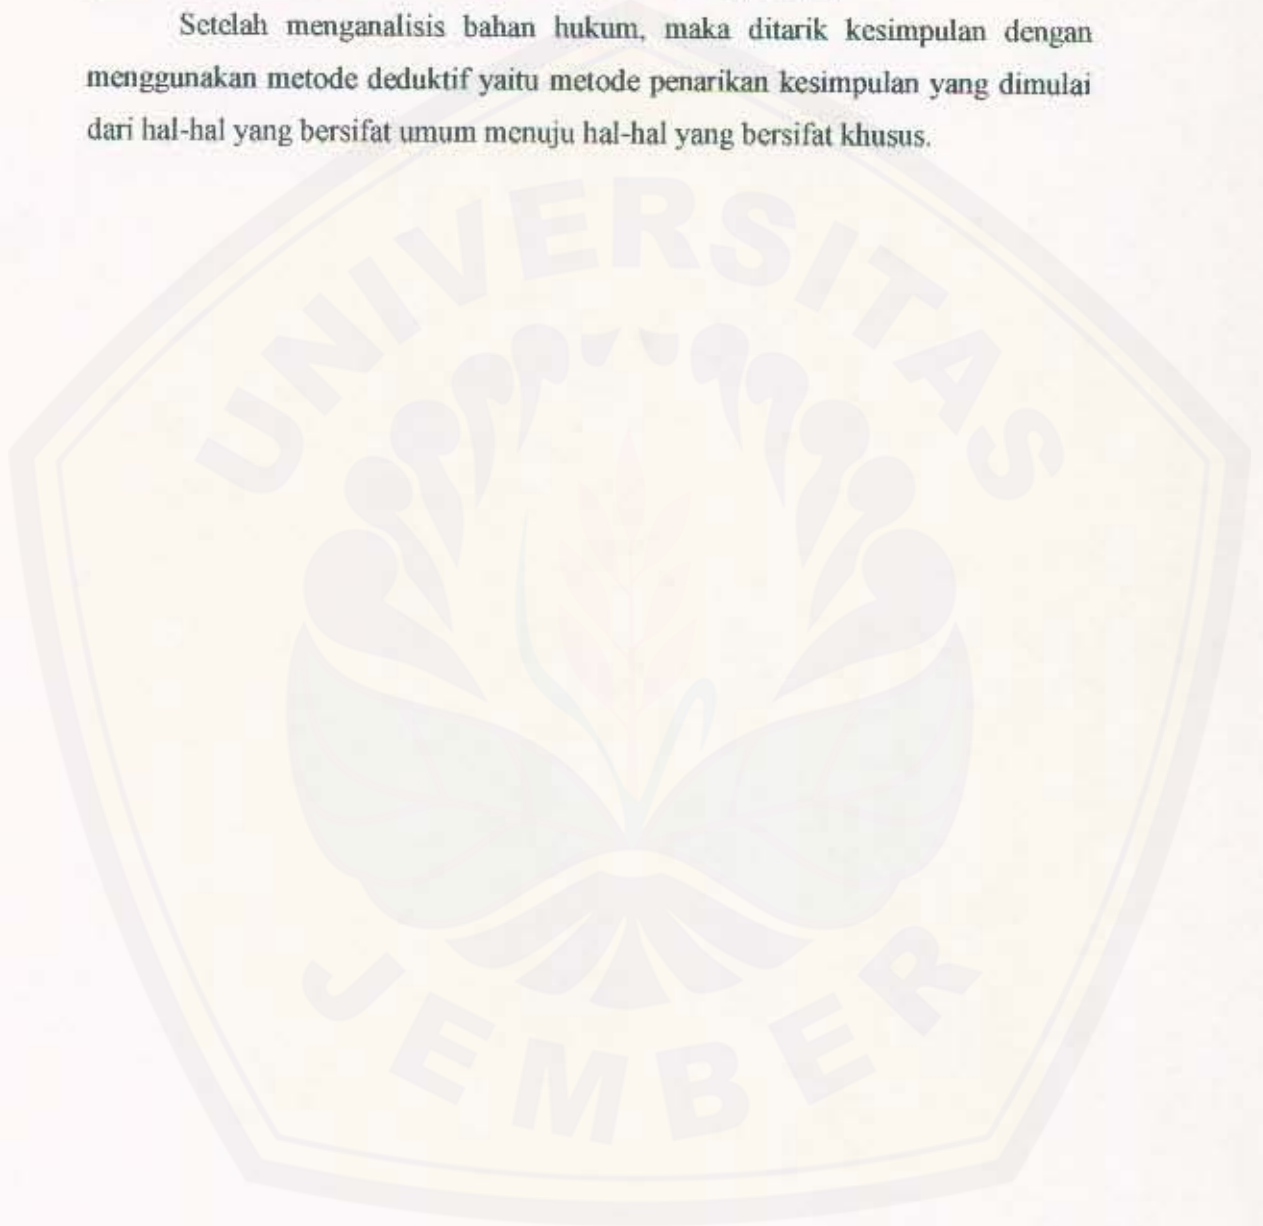 Setelah menganalisis bahan hukum, maka ditarik kesimpulan dengan
menggunakan metode deduktif yaitu metode penarikan kesimpulan yang dimulai
dari hal-hal yang bersifat umum menuju hal-hal yang bersifat khusus.
UNIVERSITAS
JEMBER